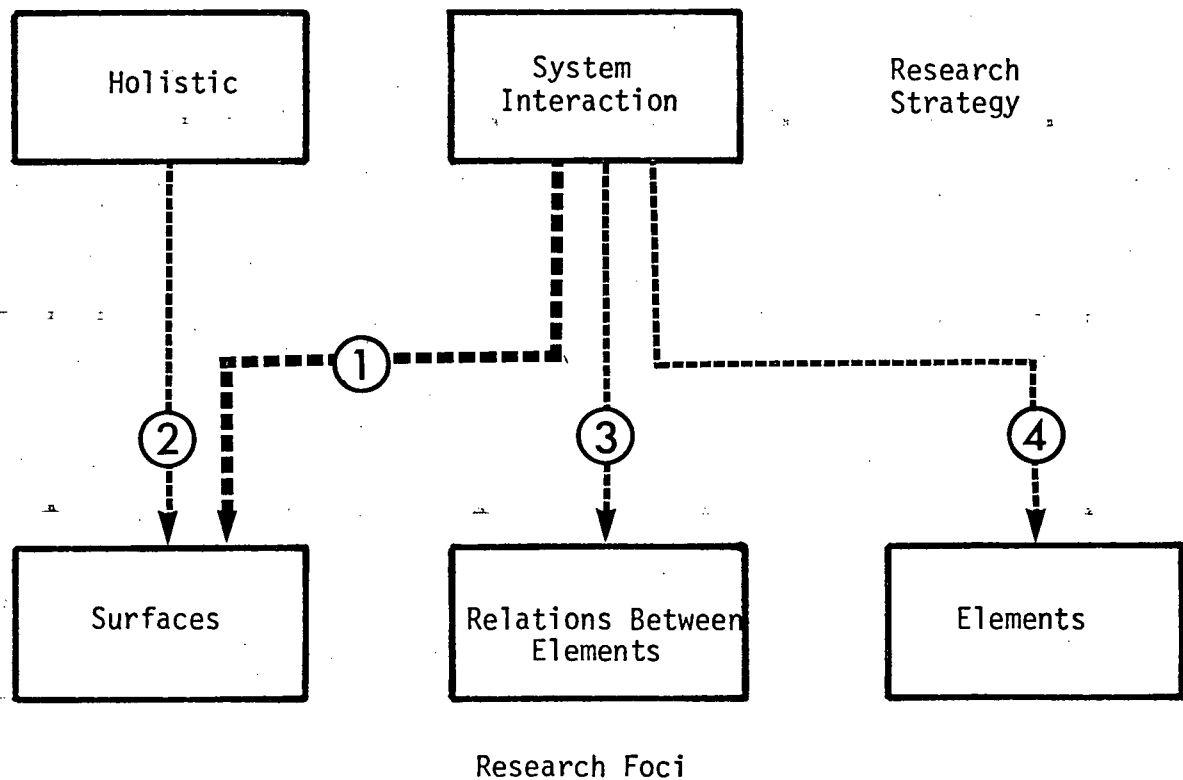 Holistic
System
Interaction
Research
Strategy
1
2
3
4
Surfaces
Relations Between
Elements
Elements
Research Foci